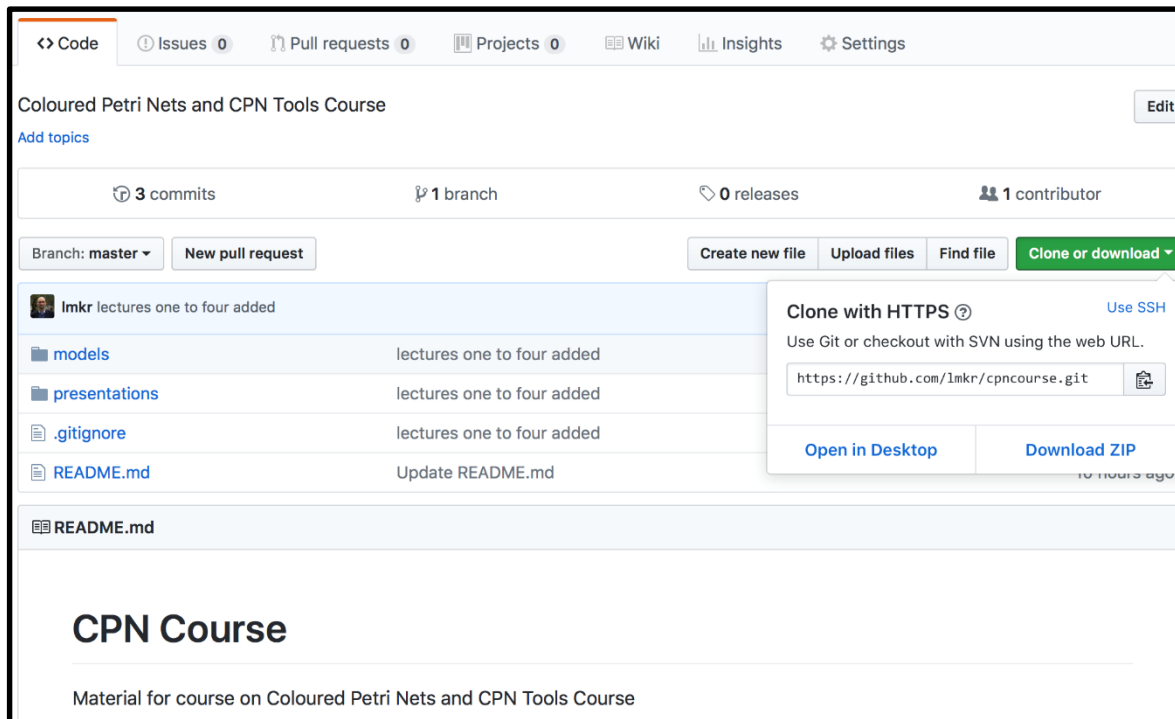 Code Issues 0 Pull requests 0 Projects 0 Wiki Insights Settings
Coloured Petri Nets and CPN Tools Course Edit
Add topics
3 commits 1 branch 0 releases 1 contributor
Branch: master New pull request Create new file Upload files Find file Clone or download
lmkr lectures one to four added
Clone with HTTPS Use SSH
Use Git or checkout with SVN using the web URL.
https://github.com/lmkr/cpncourse.git
Open in Desktop Download ZIP
models lectures one to four added
presentations lectures one to four added
.gitignore lectures one to four added
README.md Update README.md 10 hours ago
README.md
CPN Course
Material for course on Coloured Petri Nets and CPN Tools Course